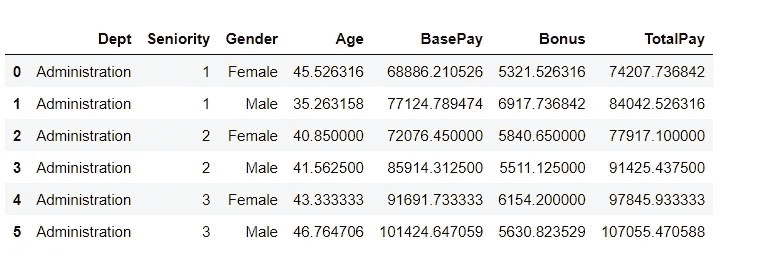 Dept Seniority Gender Age BasePay Bonus TotalPay
0 Administration 1 Female 45.526316 68886.210526 5321.526316 74207.736842
1 Administration 1 Male 35.263158 77124.789474 6917.736842 84042.526316
2 Administration 2 Female 40.850000 72076.450000 5840.650000 77917.100000
3 Administration 2 Male 41.562500 85914.312500 5511.125000 91425.437500
4 Administration 3 Female 43.333333 91691.733333 6154.200000 97845.933333
5 Administration 3 Male 46.764706 101424.647059 5630.823529 107055.470588